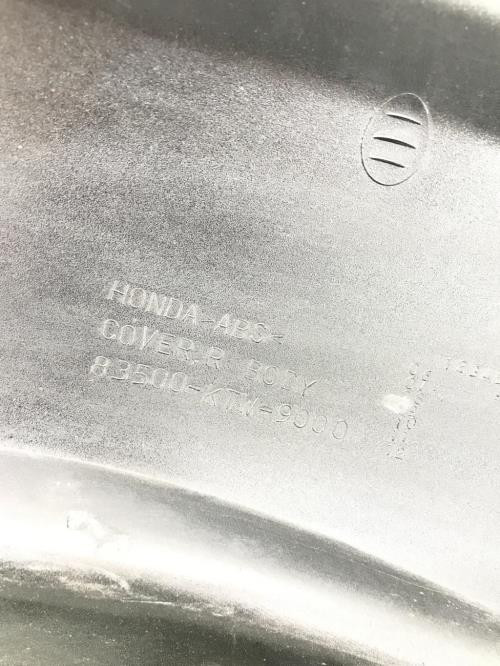 HONDA-ABS-
COVER,R BODY
83500-KTW-9000